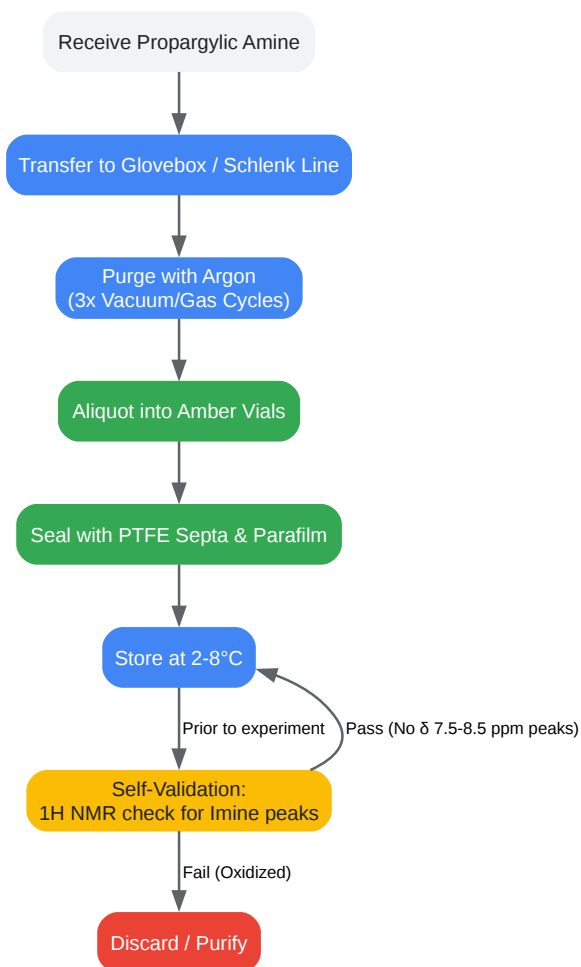 Receive Propargylic Amine
Transfer to Glovebox / Schlenk Line
Purge with Argon
(3x Vacuum/Gas Cycles)
Aliquot into Amber Vials
Seal with PTFE Septa & Parafilm
Store at 2-8°C
Prior to experiment
Pass (No δ 7.5-8.5 ppm peaks)
Self-Validation:
1H NMR check for Imine peaks
Fail (Oxidized)
Discard / Purify